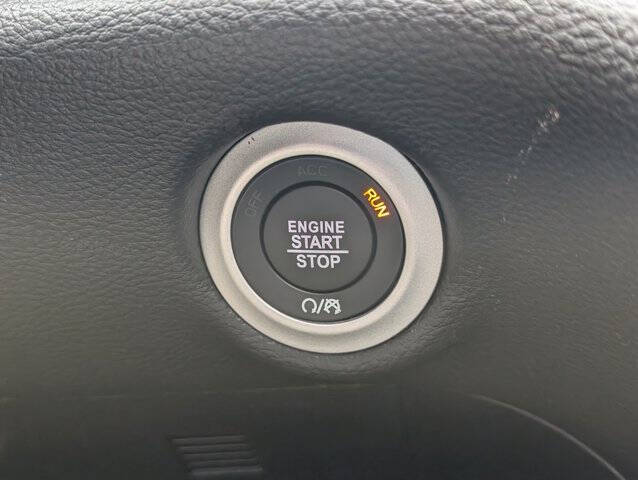 OFF
ACC
RUN
ENGINE
START
STOP